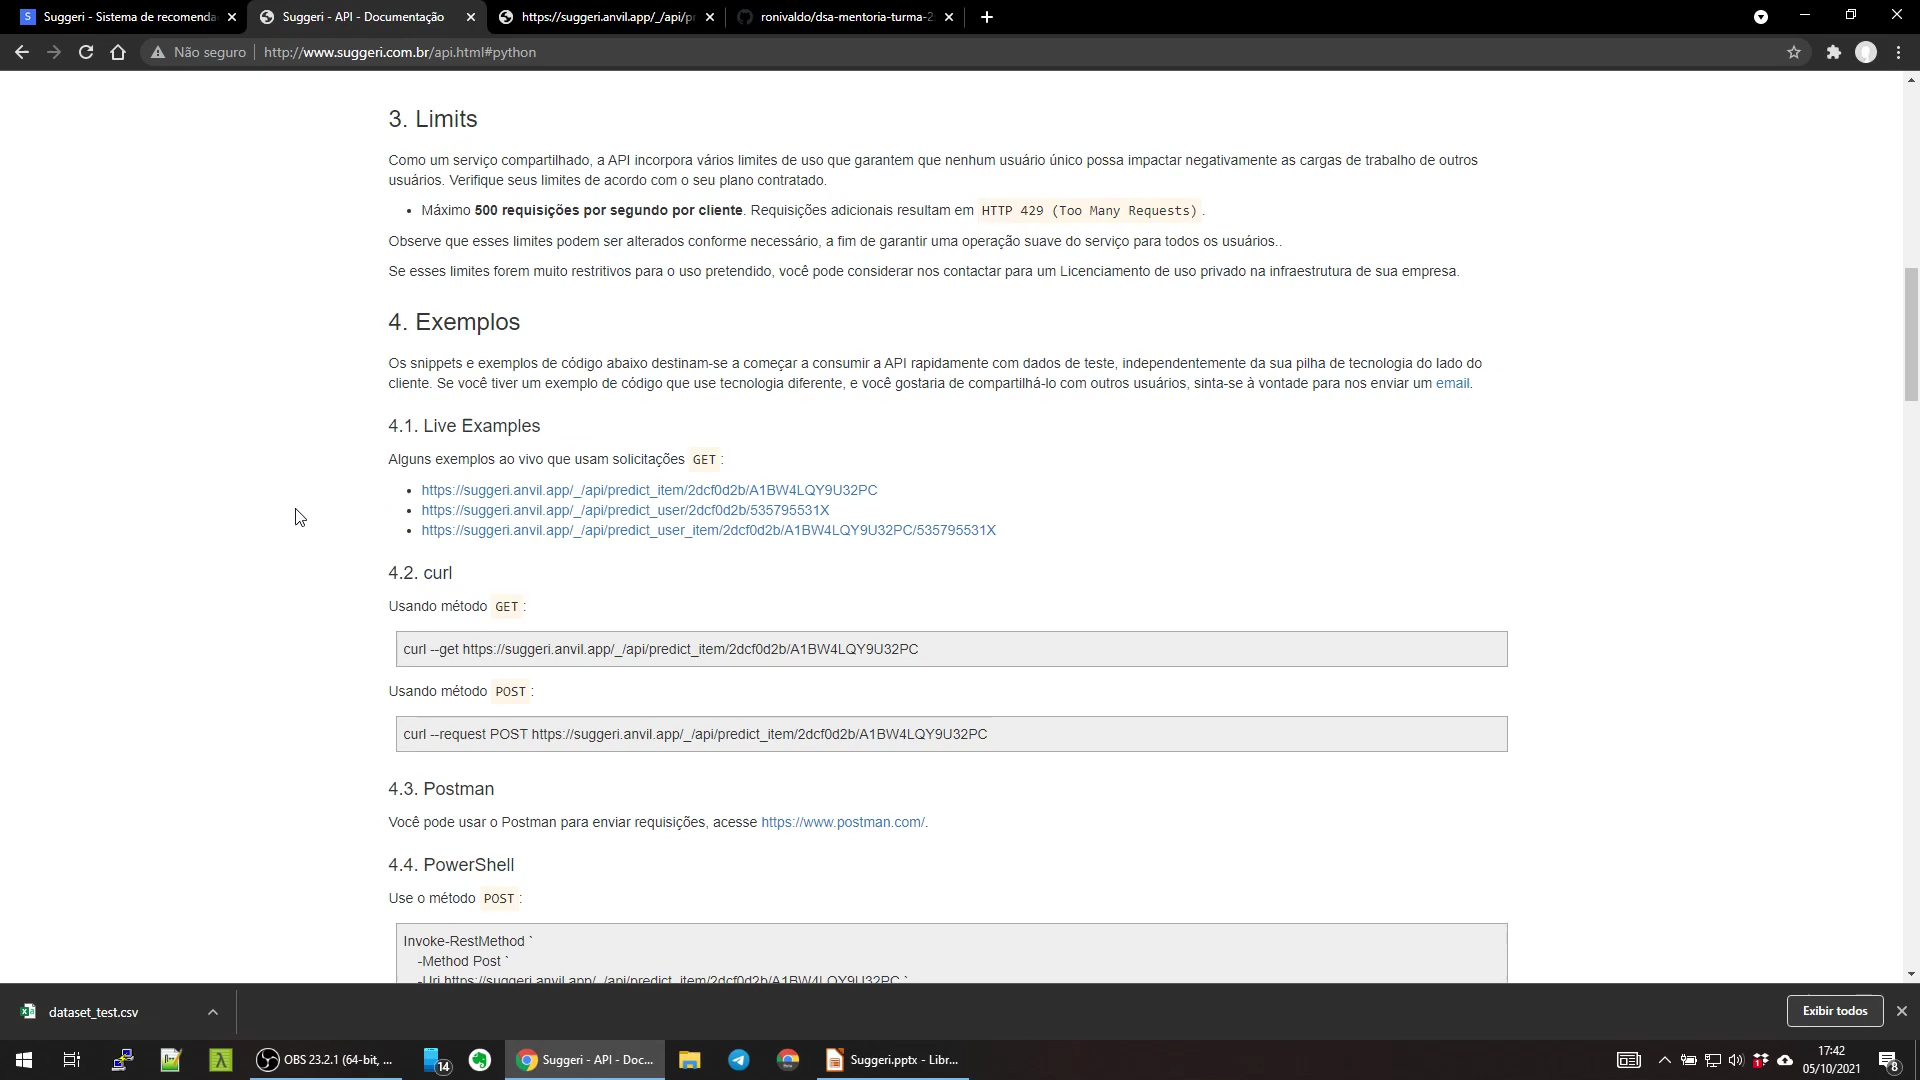 Suggeri - Sistema de recomenda
Suggeri - API - Documentação
https://suggeri.anvil.app/_/api/pr
ronivaldo/dsa-mentoria-turma-2
Não seguro
http://www.suggeri.com.br/api.html#python
3. Limits
Como um serviço compartilhado, a API incorpora vários limites de uso que garantem que nenhum usuário único possa impactar negativamente as cargas de trabalho de outros
usuários. Verifique seus limites de acordo com o seu plano contratado.
• Máximo 500 requisições por segundo por cliente. Requisições adicionais resultam em HTTP 429 (Too Many Requests).
Observe que esses limites podem ser alterados conforme necessário, a fim de garantir uma operação suave do serviço para todos os usuários..
Se esses limites forem muito restritivos para o uso pretendido, você pode considerar nos contactar para um Licenciamento de uso privado na infraestrutura de sua empresa.
4. Exemplos
Os snippets e exemplos de código abaixo destinam-se a começar a consumir a API rapidamente com dados de teste, independentemente da sua pilha de tecnologia do lado do
cliente. Se você tiver um exemplo de código que use tecnologia diferente, e você gostaria de compartilhá-lo com outros usuários, sinta-se à vontade para nos enviar um email.
4.1. Live Examples
Alguns exemplos ao vivo que usam solicitações GET:
• https://suggeri.anvil.app/_/api/predict_item/2dcf0d2b/A1BW4LQY9U32PC
• https://suggeri.anvil.app/_/api/predict_user/2dcf0d2b/535795531X
• https://suggeri.anvil.app/_/api/predict_user_item/2dcf0d2b/A1BW4LQY9U32PC/535795531X
4.2. curl
Usando método GET:
curl --get https://suggeri.anvil.app/_/api/predict_item/2dcf0d2b/A1BW4LQY9U32PC
Usando método POST:
curl --request POST https://suggeri.anvil.app/_/api/predict_item/2dcf0d2b/A1BW4LQY9U32PC
4.3. Postman
Você pode usar o Postman para enviar requisições, acesse https://www.postman.com/.
4.4. PowerShell
Use o método POST:
Invoke-RestMethod `
-Method Post `
-Uri https://suggeri.anvil.app/_/api/predict_item/2dcf0d2b/A1BW4LQY9U32PC `
dataset_test.csv
Exibir todos
OBS 23.2.1 (64-bit, ...
14
Suggeri - API - Doc...
Suggeri.pptx - Libr...
17:42
05/10/2021
8